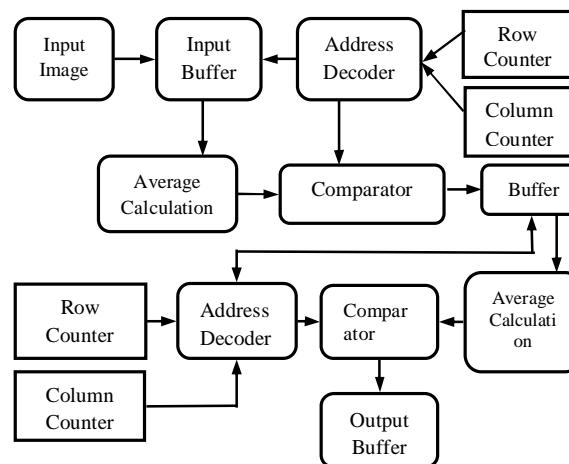 Input
Image
Input
Buffer
Address
Decoder
Row
Counter
Column
Counter
Average
Calculation
Comparator
Buffer
Row
Counter
Column
Counter
Address
Decoder
Compar
ator
Average
Calculati
on
Output
Buffer